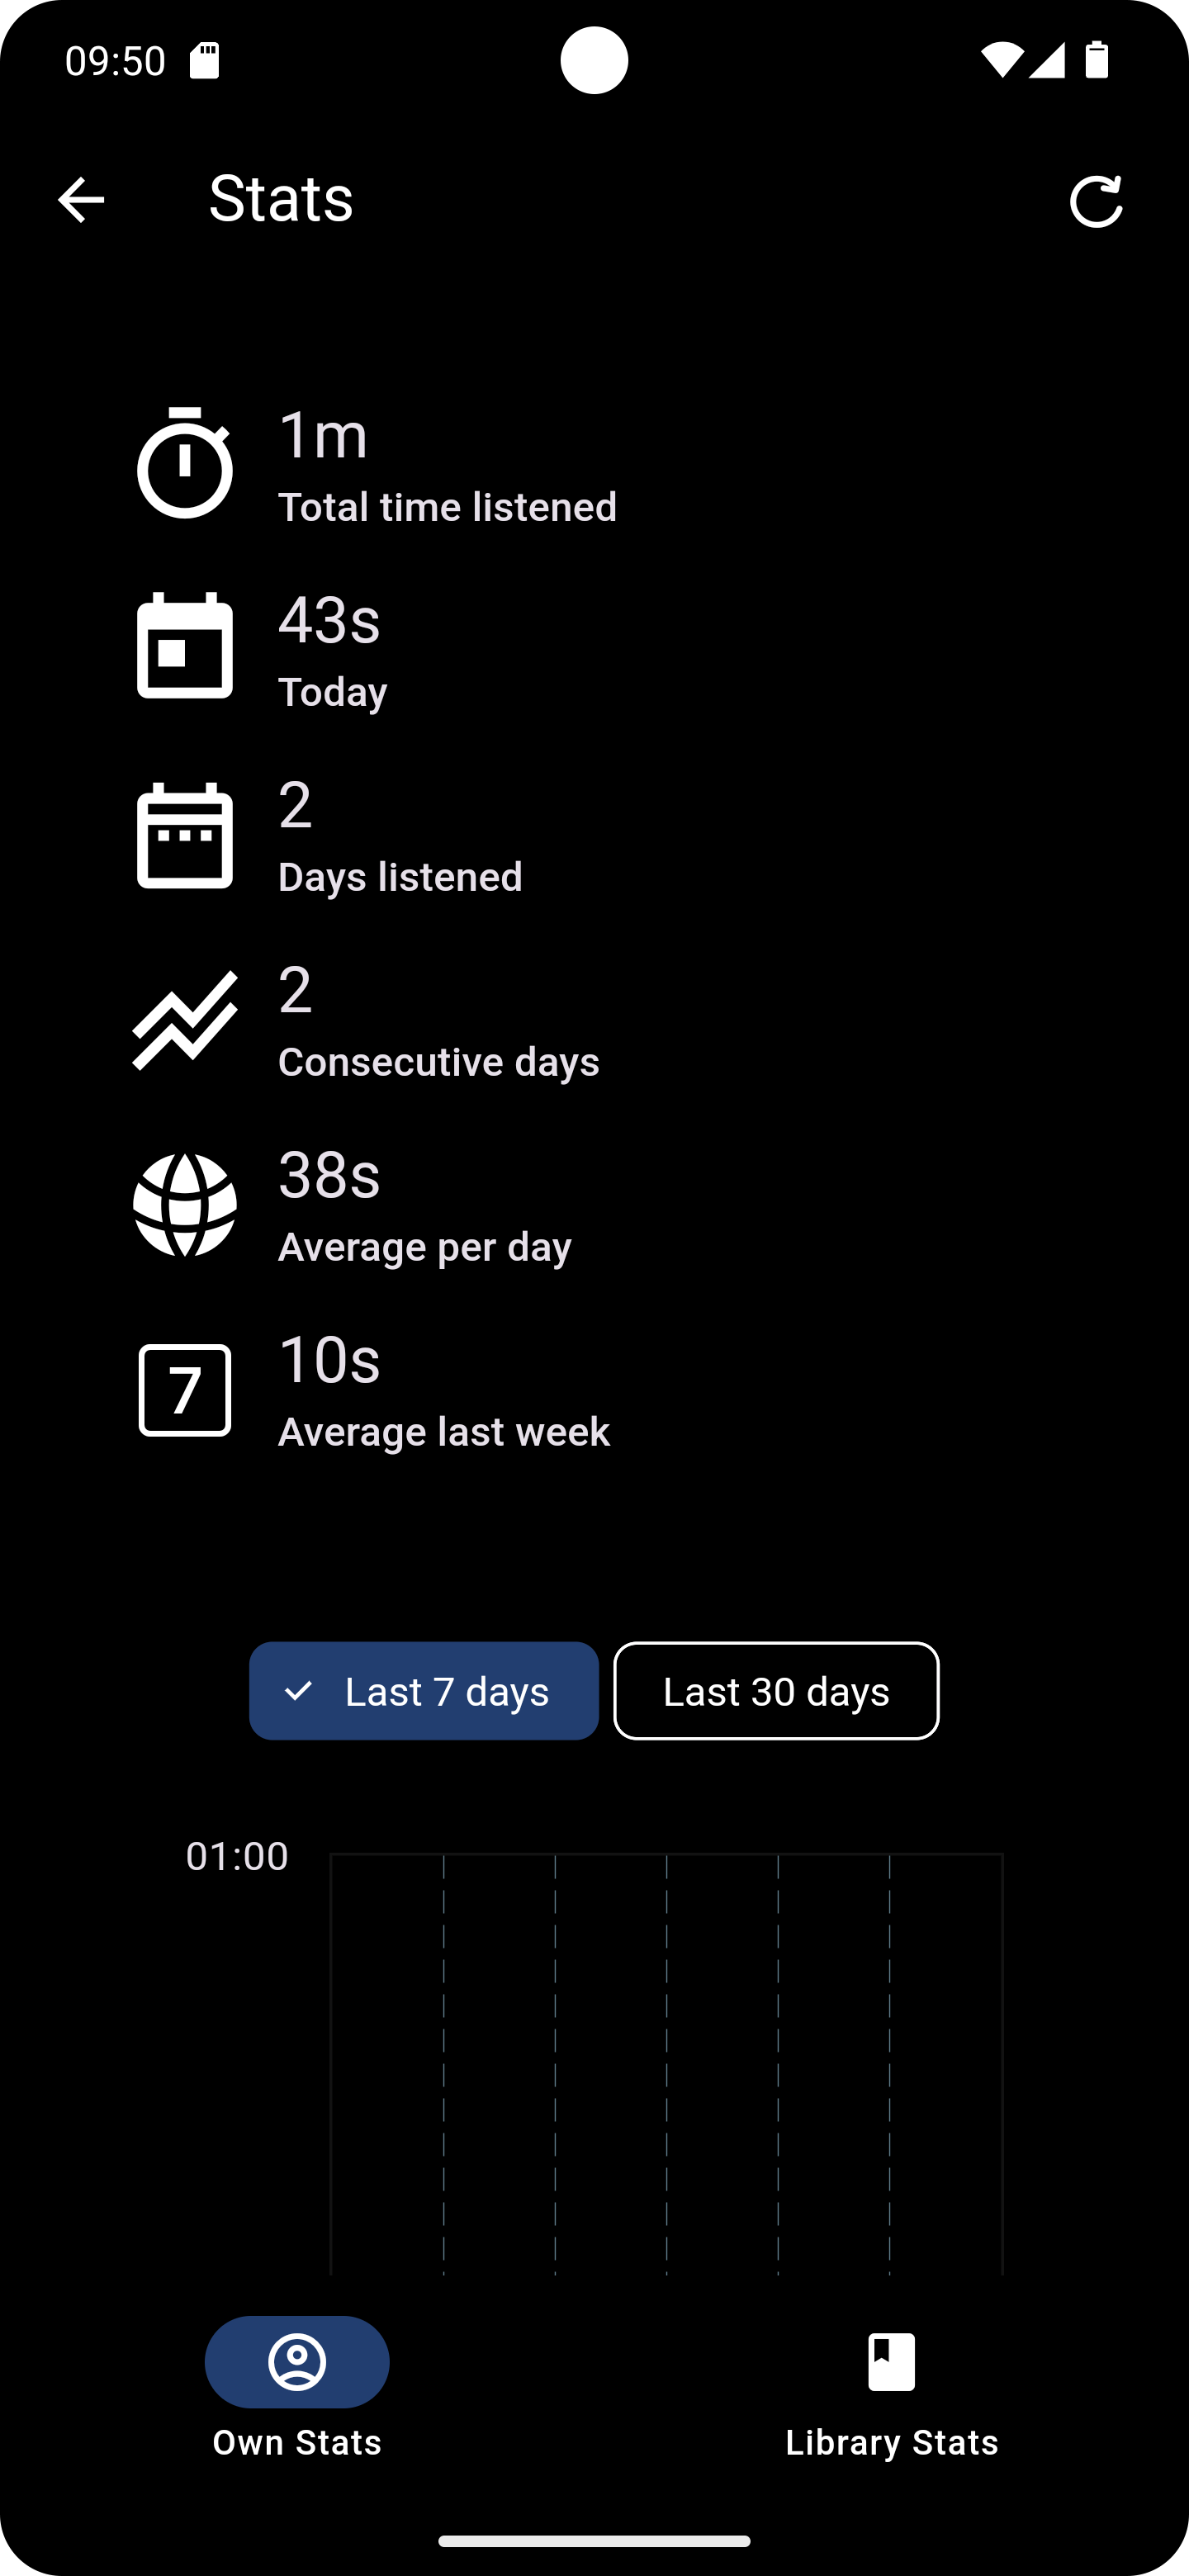 09:50
Stats
1m
Total time listened
43s
Today
2
Days listened
2
Consecutive days
38s
Average per day
7
10s
Average last week
Last 7 days
Last 30 days
01:00
Own Stats
Library Stats